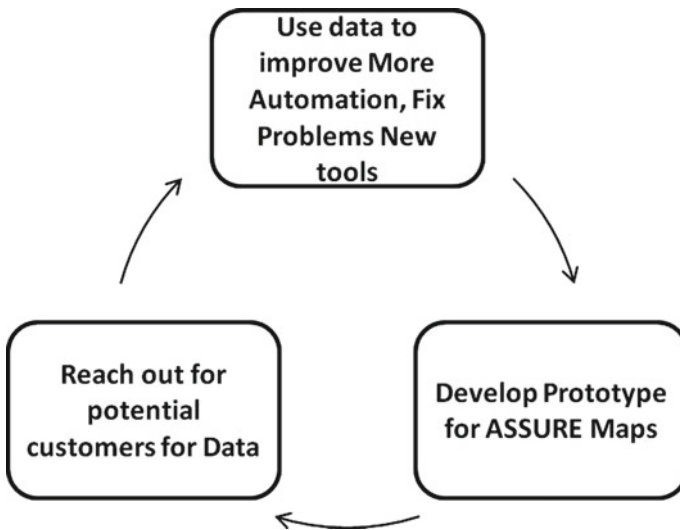 Use data to
improve More
Automation, Fix
Problems New
tools
Reach out for
potential
customers for Data
Develop Prototype
for ASSURE Maps